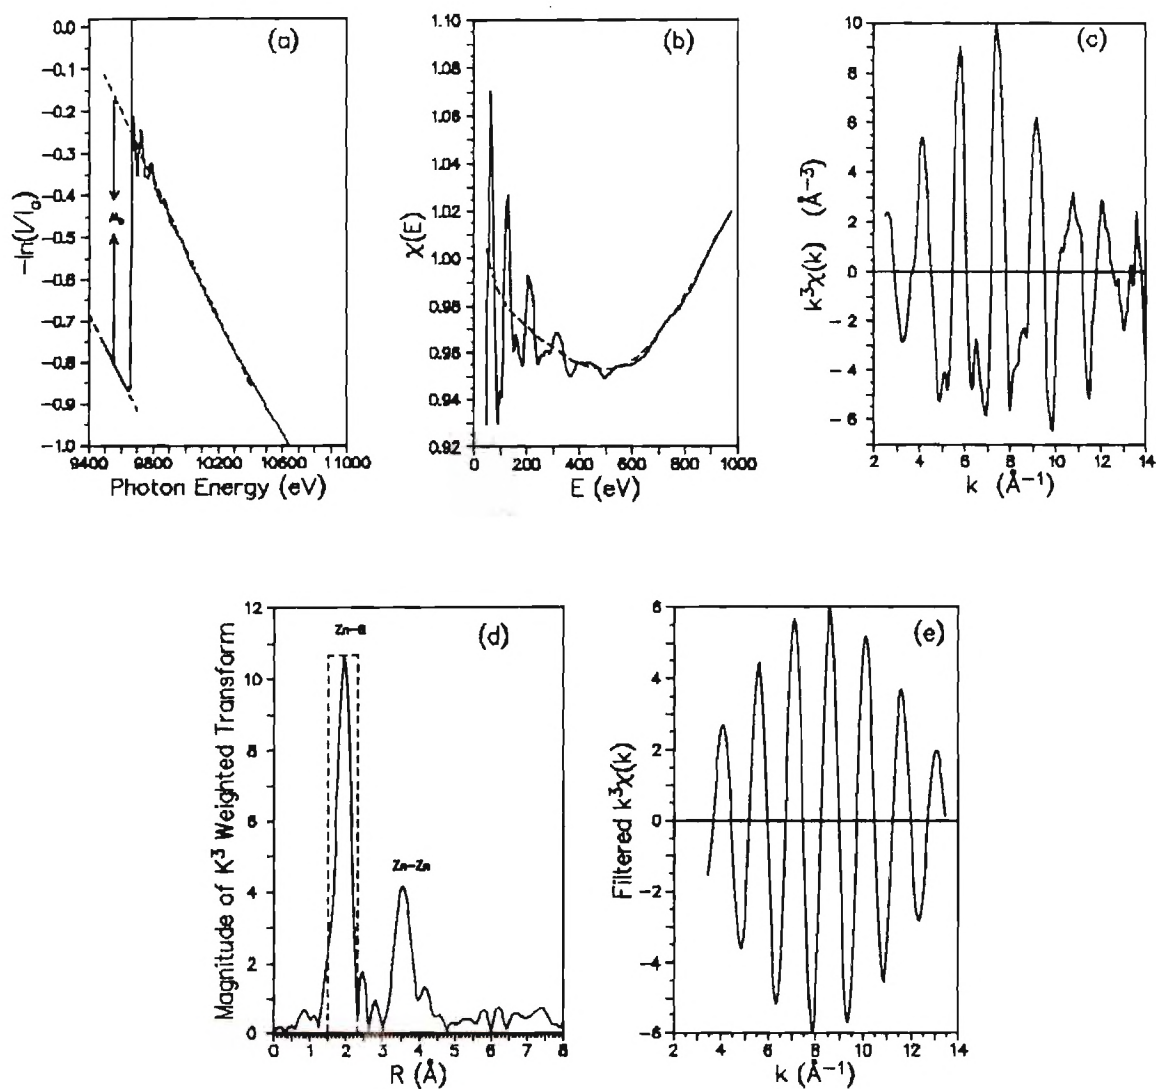 (a)
0.0
−0.1
−0.2
−0.3
−0.4
−0.5
−0.6
−0.7
−0.8
−0.9
−1.0
−ln(I/I₀)
μ₀
9400 9800 10200 10600 11000
Photon Energy (eV)
(b)
1.10
1.08
1.06
1.04
1.02
1.00
0.98
0.96
0.94
0.92
χ(E)
0 200 400 600 800 1000
E (eV)
(c)
10
8
6
4
2
0
−2
−4
−6
k³χ(k) (Å⁻³)
2 4 6 8 10 12 14
k (Å⁻¹)
(d)
12
10
8
6
4
2
0
Magnitude of K³ Weighted Transform
Zn–O
Zn–Zn
0 1 2 3 4 5 6 7 8
R (Å)
(e)
6
4
2
0
−2
−4
−6
Filtered k³χ(k)
2 4 6 8 10 12 14
k (Å⁻¹)